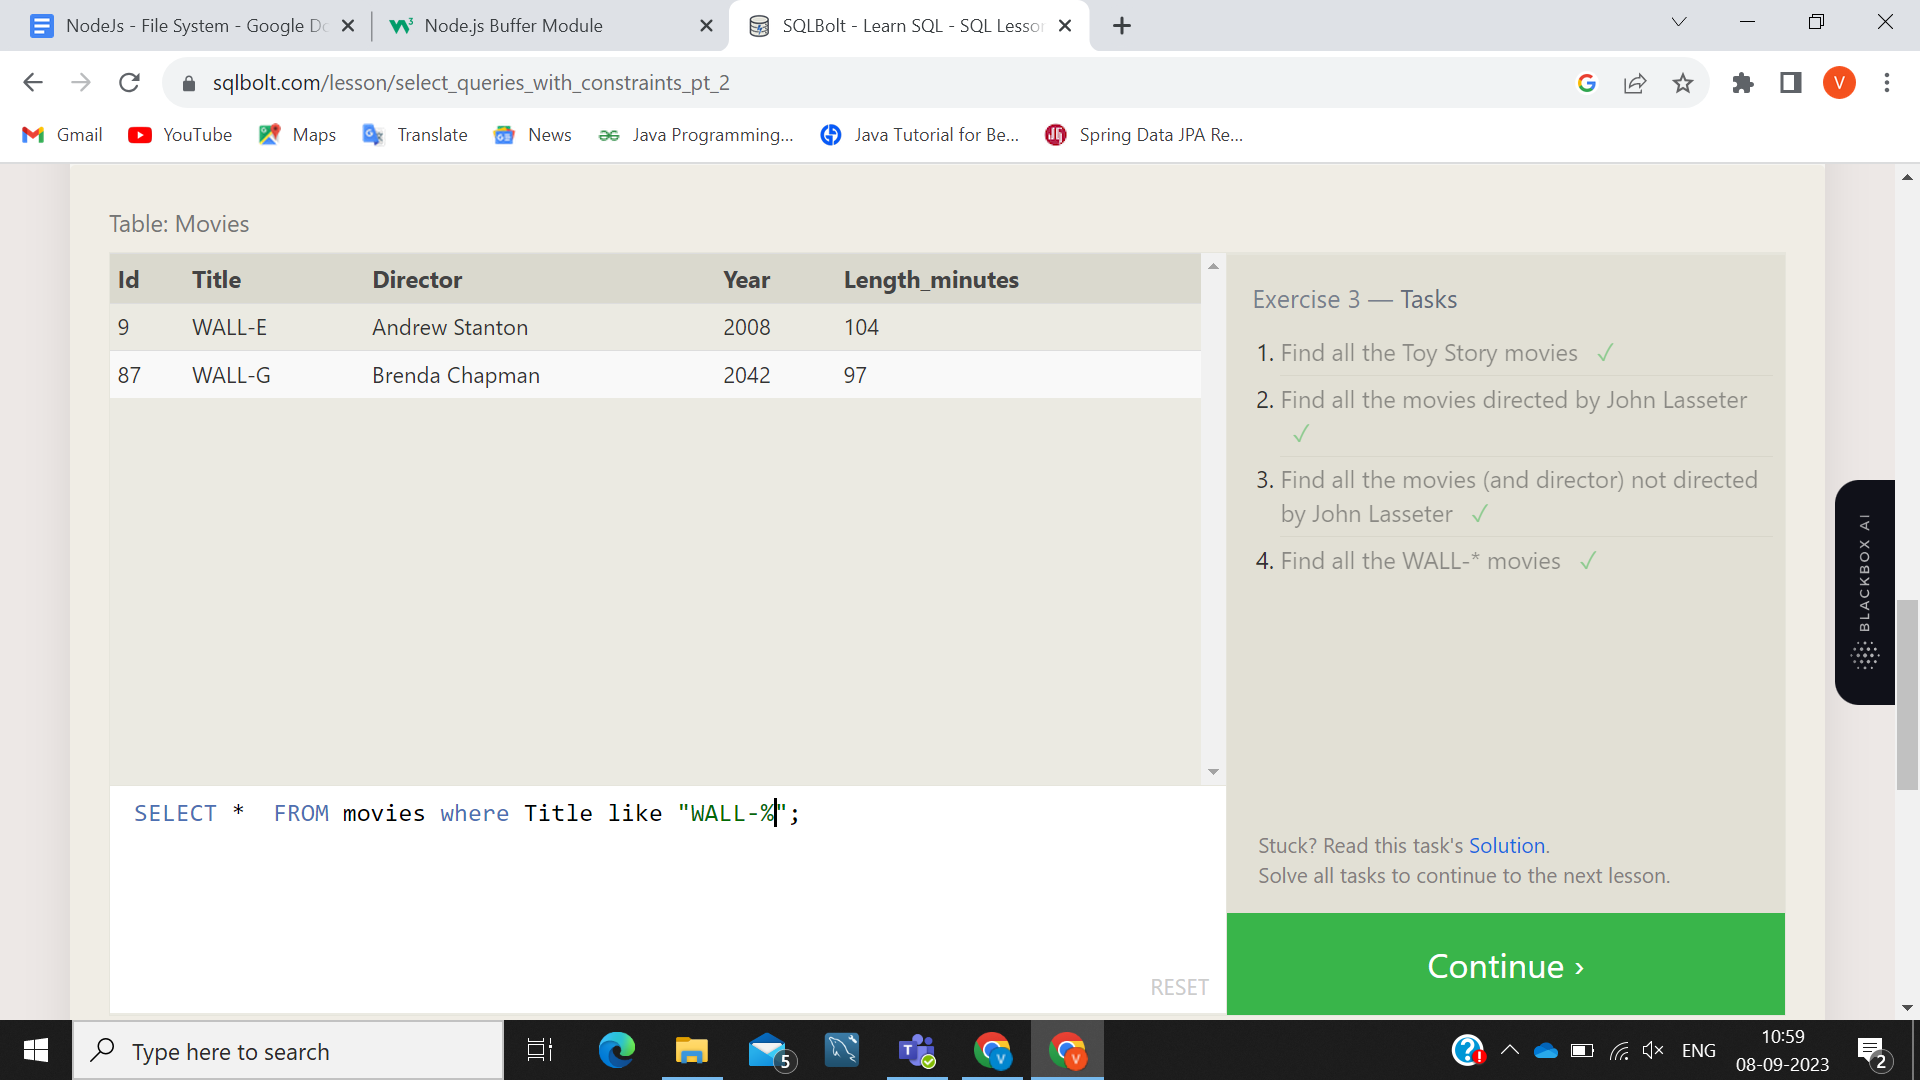 NodeJs - File System - Google Do
Node.js Buffer Module
SQLBolt - Learn SQL - SQL Lesson
sqlbolt.com/lesson/select_queries_with_constraints_pt_2
V
Gmail
YouTube
Maps
Translate
News
Java Programming...
Java Tutorial for Be...
Spring Data JPA Re...
Table: Movies
Id Title Director Year Length_minutes
9 WALL-E Andrew Stanton 2008 104
87 WALL-G Brenda Chapman 2042 97
Exercise 3 — Tasks
1. Find all the Toy Story movies ✓
2. Find all the movies directed by John Lasseter
✓
3. Find all the movies (and director) not directed
by John Lasseter ✓
4. Find all the WALL-* movies ✓
BLACKBOX AI
SELECT * FROM movies where Title like "WALL-%";
RESET
Stuck? Read this task's Solution.
Solve all tasks to continue to the next lesson.
Continue ›
Type here to search
5
T
V
V
ENG
10:59
08-09-2023
2